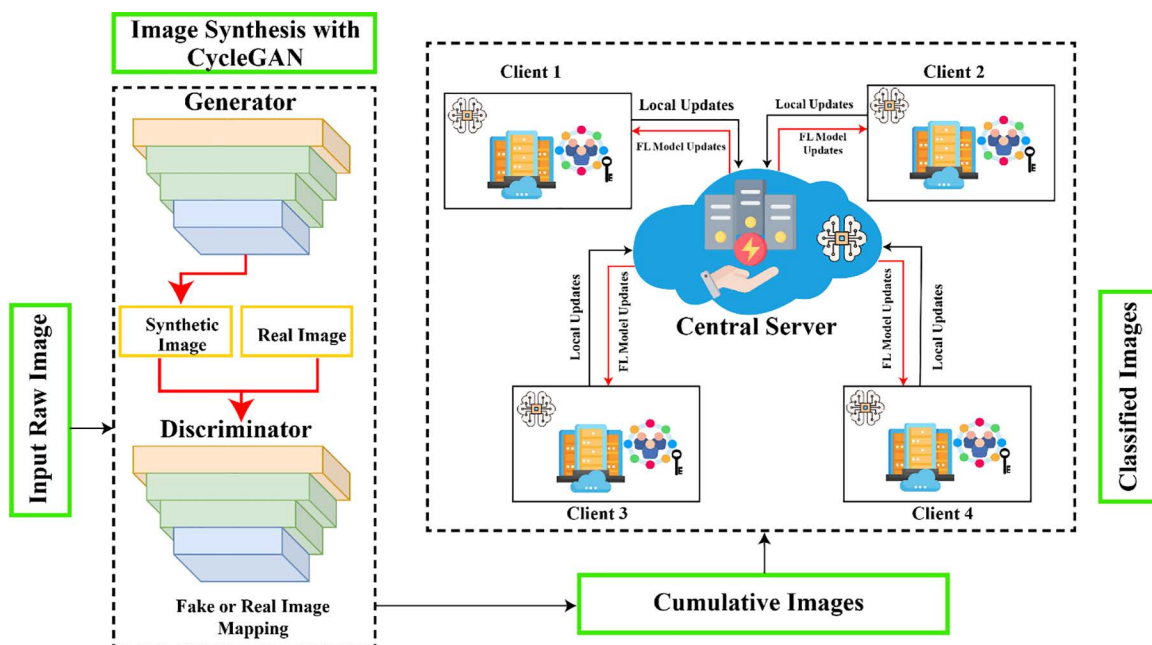 Image Synthesis with
CycleGAN
Generator
Synthetic
Image
Real Image
Discriminator
Fake or Real Image
Mapping
Input Raw Image
Client 1
Client 2
Local Updates
FL Model Updates
Local Updates
FL Model
Updates
Central Server
Local Updates
FL Model Updates
FL Model Updates
Local Updates
Client 3
Client 4
Cumulative Images
Classified Images